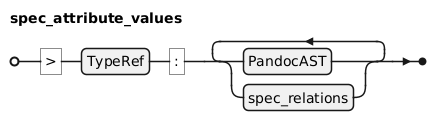 spec_attribute_values
> TypeRef : PandocAST
spec_relations